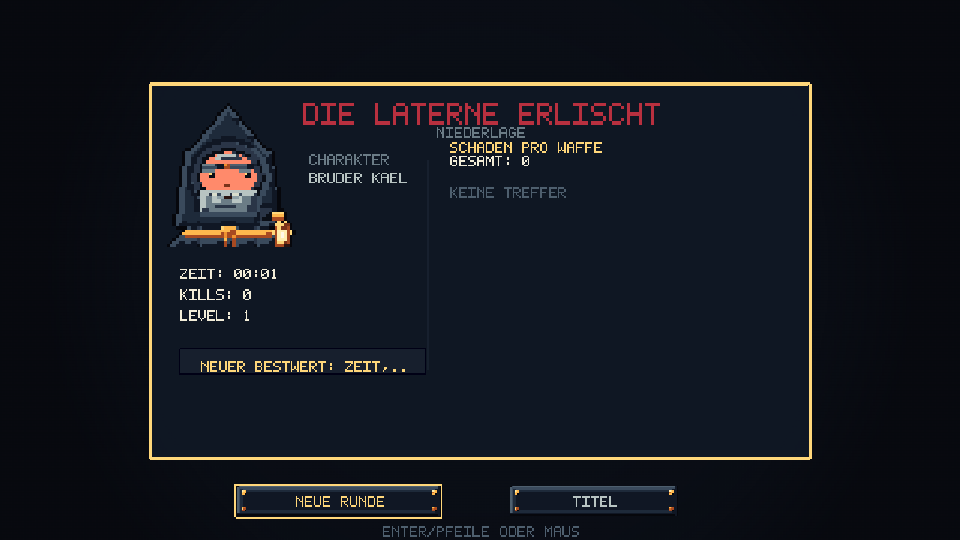 DIE LATERNE ERLISCHT
NIEDERLAGE
CHARAKTER
BRUDER KAEL
SCHADEN PRO WAFFE
GESAMT: 0
KEINE TREFFER
ZEIT: 00:01
KILLS: 0
LEVEL: 1
NEUER BESTWERT: ZEIT,..
NEUE RUNDE
TITEL
ENTER/PFEILE ODER MAUS